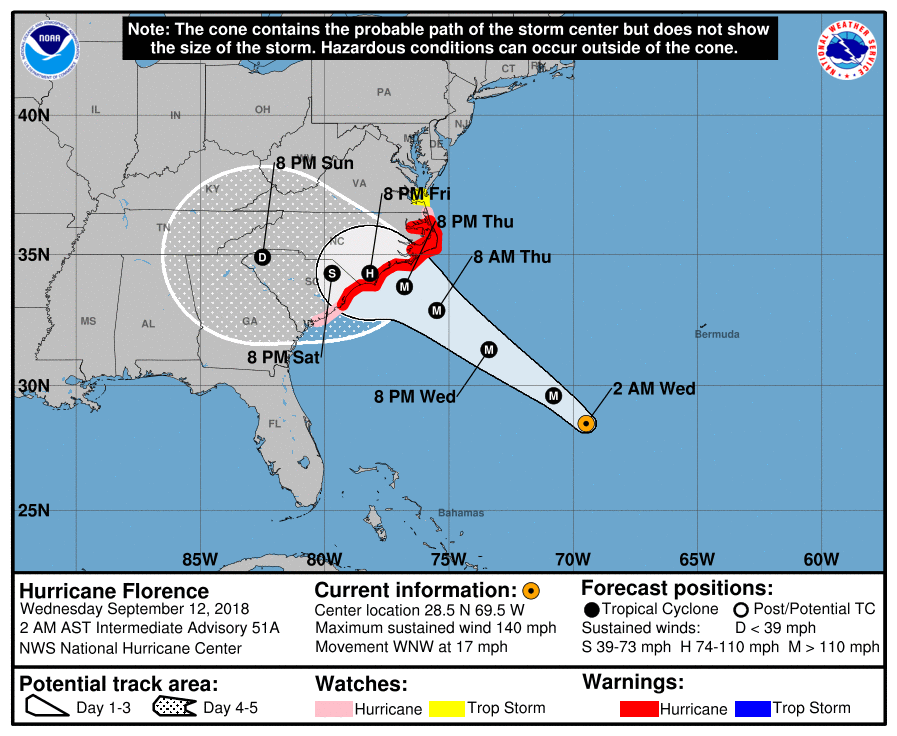 Note: The cone contains the probable path of the storm center but does not show
the size of the storm. Hazardous conditions can occur outside of the cone.
NOAA
NATIONAL WEATHER SERVICE
CT
PA
40N
IL
IN
OH
NJ
DE
8 PM Sun
KY
VA
8 PM Fri
8 PM Thu
TN
NC
35N
D
S
H
M
8 AM Thu
SC
M
MS
AL
GA
Bermuda
M
8 PM Sat
30N
8 PM Wed
M
2 AM Wed
FL
25N
Bahamas
85W
80W
75W
70W
65W
60W
Hurricane Florence
Wednesday September 12, 2018
2 AM AST Intermediate Advisory 51A
NWS National Hurricane Center
Current information:
Center location 28.5 N 69.5 W
Maximum sustained wind 140 mph
Movement WNW at 17 mph
Forecast positions:
Tropical Cyclone
Post/Potential TC
Sustained winds: D < 39 mph
S 39-73 mph H 74-110 mph M > 110 mph
Potential track area:
Day 1-3
Day 4-5
Watches:
Hurricane
Trop Storm
Warnings:
Hurricane
Trop Storm